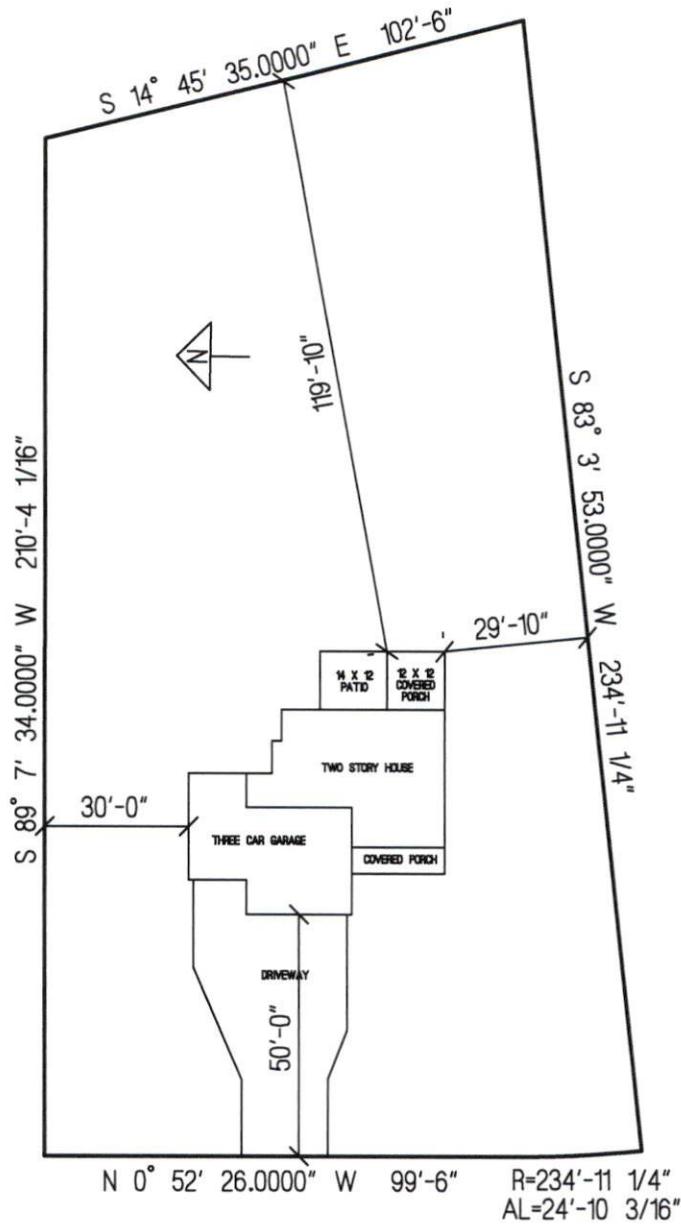 S 14° 45' 35.0000" E 102'-6"
N
119'-10"
S 89° 7' 34.0000" W 210'-4 1/16"
S 83° 3' 53.0000" W 234'-11 1/4"
29'-10"
14 X 12
PATIO
12 X 12
COVERED
PORCH
TWO STORY HOUSE
30'-0"
THREE CAR GARAGE
COVERED PORCH
DRIVEWAY
50'-0"
N 0° 52' 26.0000" W 99'-6"
R=234'-11 1/4"
AL=24'-10 3/16"